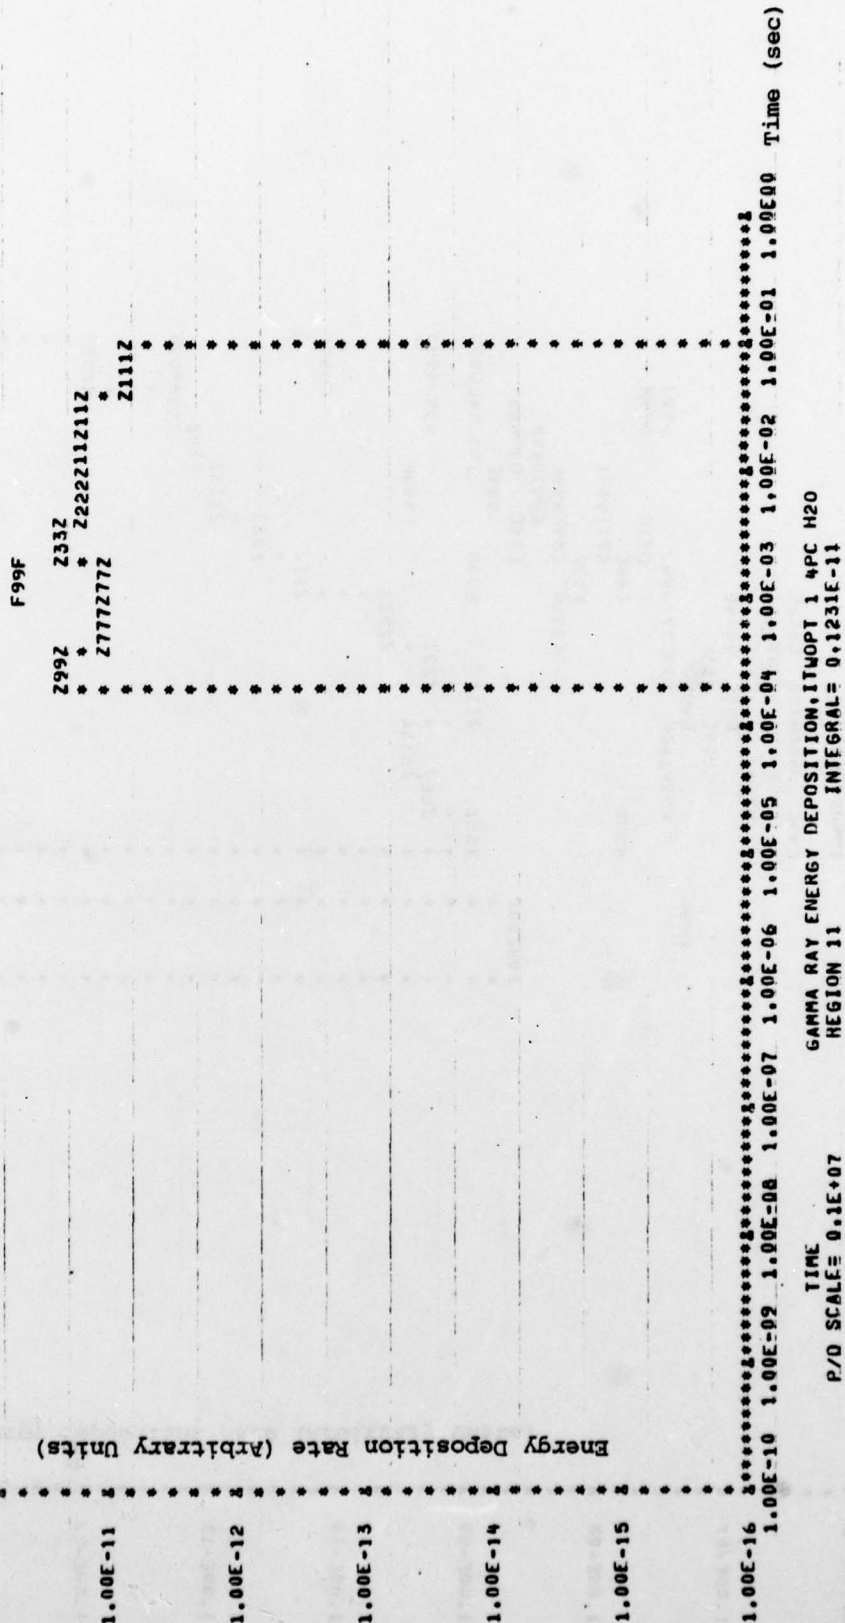 F99F
Z99Z Z33Z
* * * Z222Z11Z11Z
* Z777Z77Z *
* Z111Z
1.00E-11
1.00E-12
1.00E-13
1.00E-14
1.00E-15
1.00E-16
Energy Deposition Rate (Arbitrary Units)
1.00E-10 1.00E-09 1.00E-08 1.00E-07 1.00E-06 1.00E-05 1.00E-04 1.00E-03 1.00E-02 1.00E-01 1.00E00 Time (sec)
TIME GAMMA RAY ENERGY DEPOSITION,ITWOPT 1 4PC H2O
P/D SCALE= 0.1E+07 REGION 11 INTEGRAL= 0.1231E-11